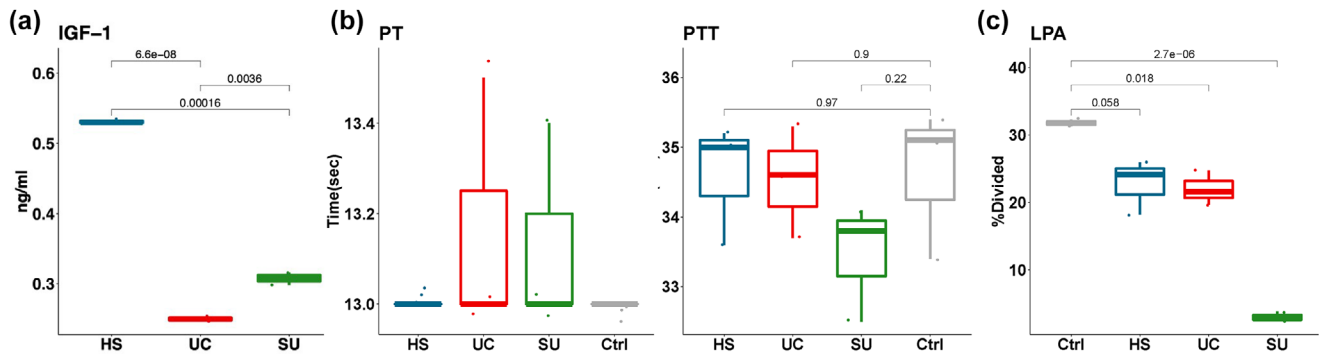 (a)
IGF–1
6.6e–08
0.0036
0.00016
ng/ml
0.6
0.5
0.4
0.3
HS
UC
SU
(b)
PT
Time(sec)
13.4
13.2
13.0
HS
UC
SU
Ctrl
PTT
0.9
0.22
0.97
36
35
34
33
HS
UC
SU
Ctrl
(c)
LPA
2.7e–06
0.018
0.058
%Divided
40
30
20
10
Ctrl
HS
UC
SU